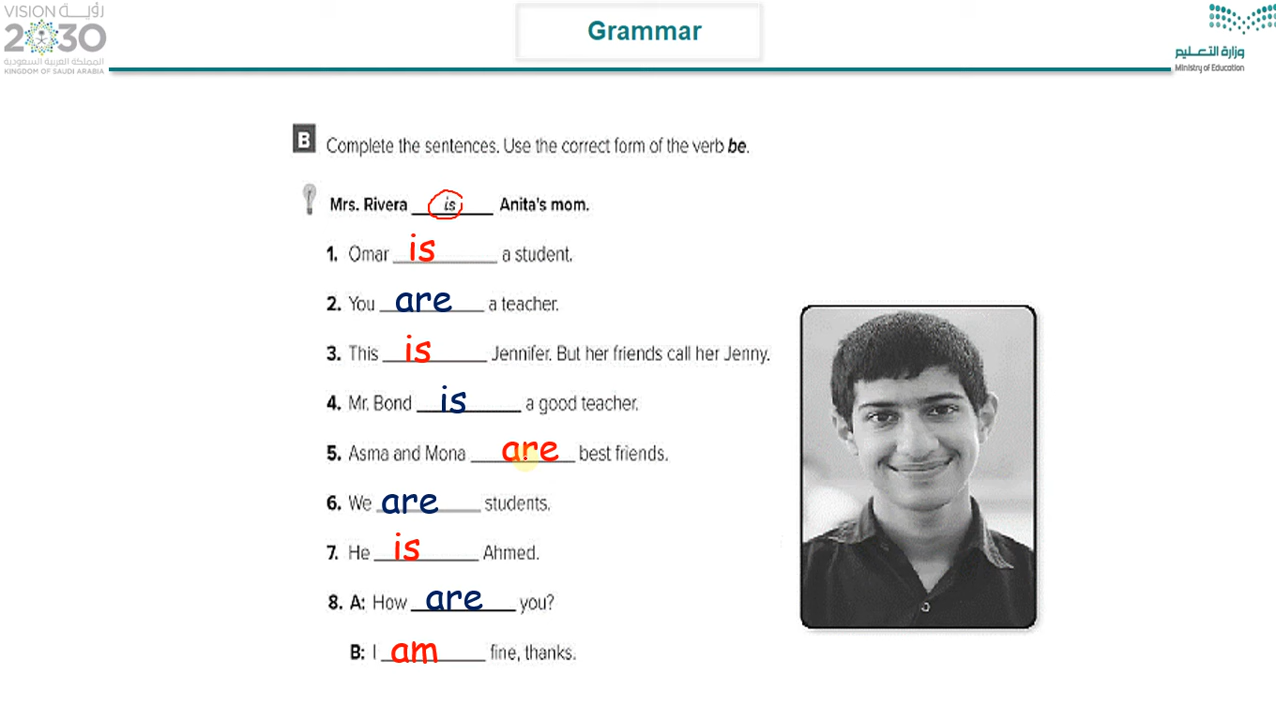 VISION رؤيــة
2030
المملكة العربية السعودية
KINGDOM OF SAUDI ARABIA
Grammar
وزارة التعـليم
Ministry of Education
B Complete the sentences. Use the correct form of the verb be.
Mrs. Rivera is Anita's mom.
1. Omar is a student.
2. You are a teacher.
3. This is Jennifer. But her friends call her Jenny.
4. Mr. Bond is a good teacher.
5. Asma and Mona are best friends.
6. We are students.
7. He is Ahmed.
8. A: How are you?
B: I am fine, thanks.